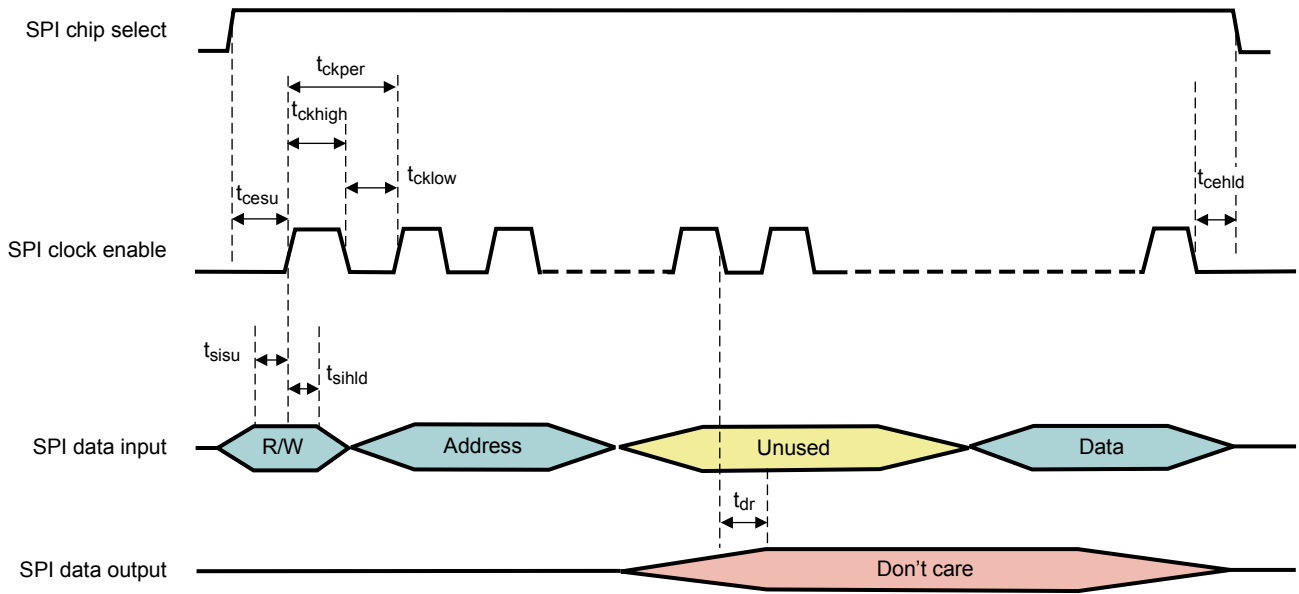 SPI chip select
tckper
tckhigh
tcklow
tcesu
tcehld
SPI clock enable
tsisu
tsihld
SPI data input
R/W
Address
Unused
Data
tdr
SPI data output
Don't care